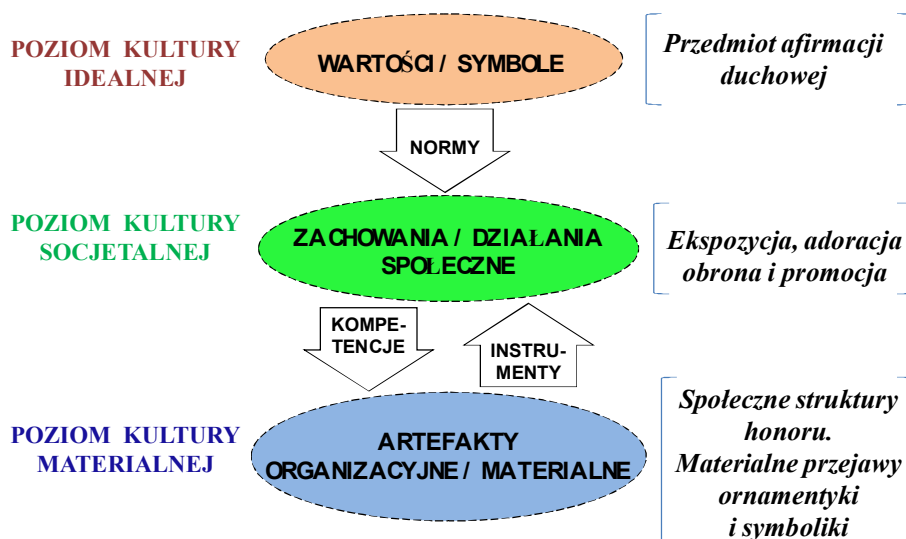 POZIOM KULTURY
IDEALNEJ
WARTOŚCI / SYMBOLE
Przedmiot afirmacji
duchowej
NORMY
POZIOM KULTURY
SOCJETALNEJ
ZACHOWANIA / DZIAŁANIA
SPOŁECZNE
Ekspozycja, adoracja
obrona i promocja
KOMPE-
TENCJE
INSTRU-
MENTY
POZIOM KULTURY
MATERIALNEJ
ARTEFAKTY
ORGANIZACYJNE / MATERIALNE
Społeczne struktury
honoru.
Materialne przejawy
ornamentyki
i symboliki